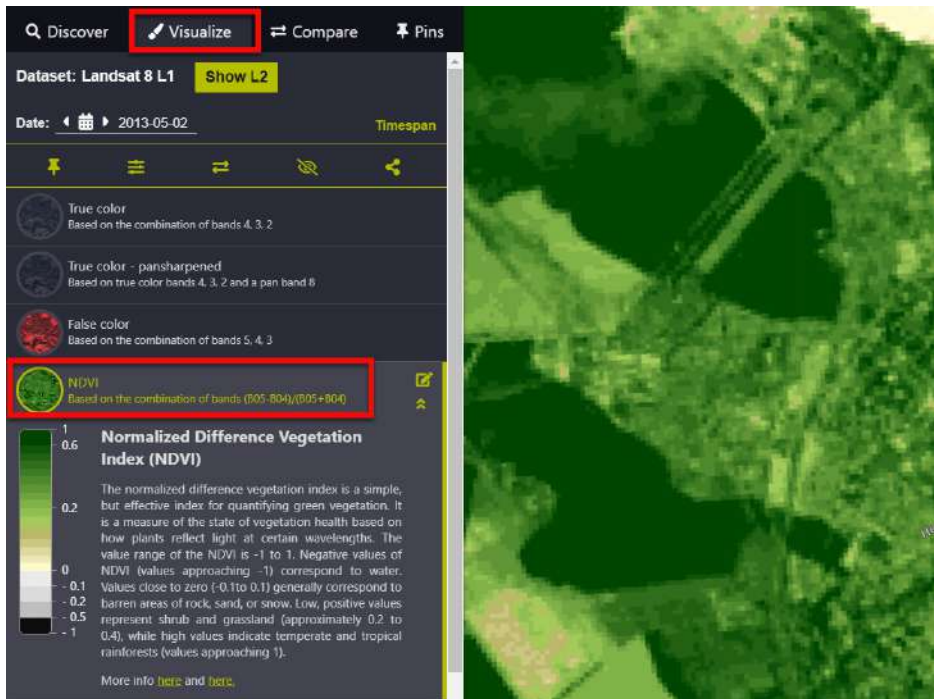 Discover Visualize Compare Pins
Dataset: Landsat 8 L1 Show L2
Date: 2013-05-02 Timespan
True color
Based on the combination of bands 4, 3, 2
True color - pansharpened
Based on true color bands 4, 3, 2 and a pan band 8
False color
Based on the combination of bands 5, 4, 3
NDVI
Based on the combination of bands (B05-B04)/(B05+B04)
1
0.6
0.2
0
- 0.1
- 0.2
- 0.5
- 1
Normalized Difference Vegetation
Index (NDVI)
The normalized difference vegetation index is a simple,
but effective index for quantifying green vegetation. It
is a measure of the state of vegetation health based on
how plants reflect light at certain wavelengths. The
value range of the NDVI is -1 to 1. Negative values of
NDVI (values approaching -1) correspond to water.
Values close to zero (-0.1to 0.1) generally correspond to
barren areas of rock, sand, or snow. Low, positive values
represent shrub and grassland (approximately 0.2 to
0.4), while high values indicate temperate and tropical
rainforests (values approaching 1).
More info here and here.